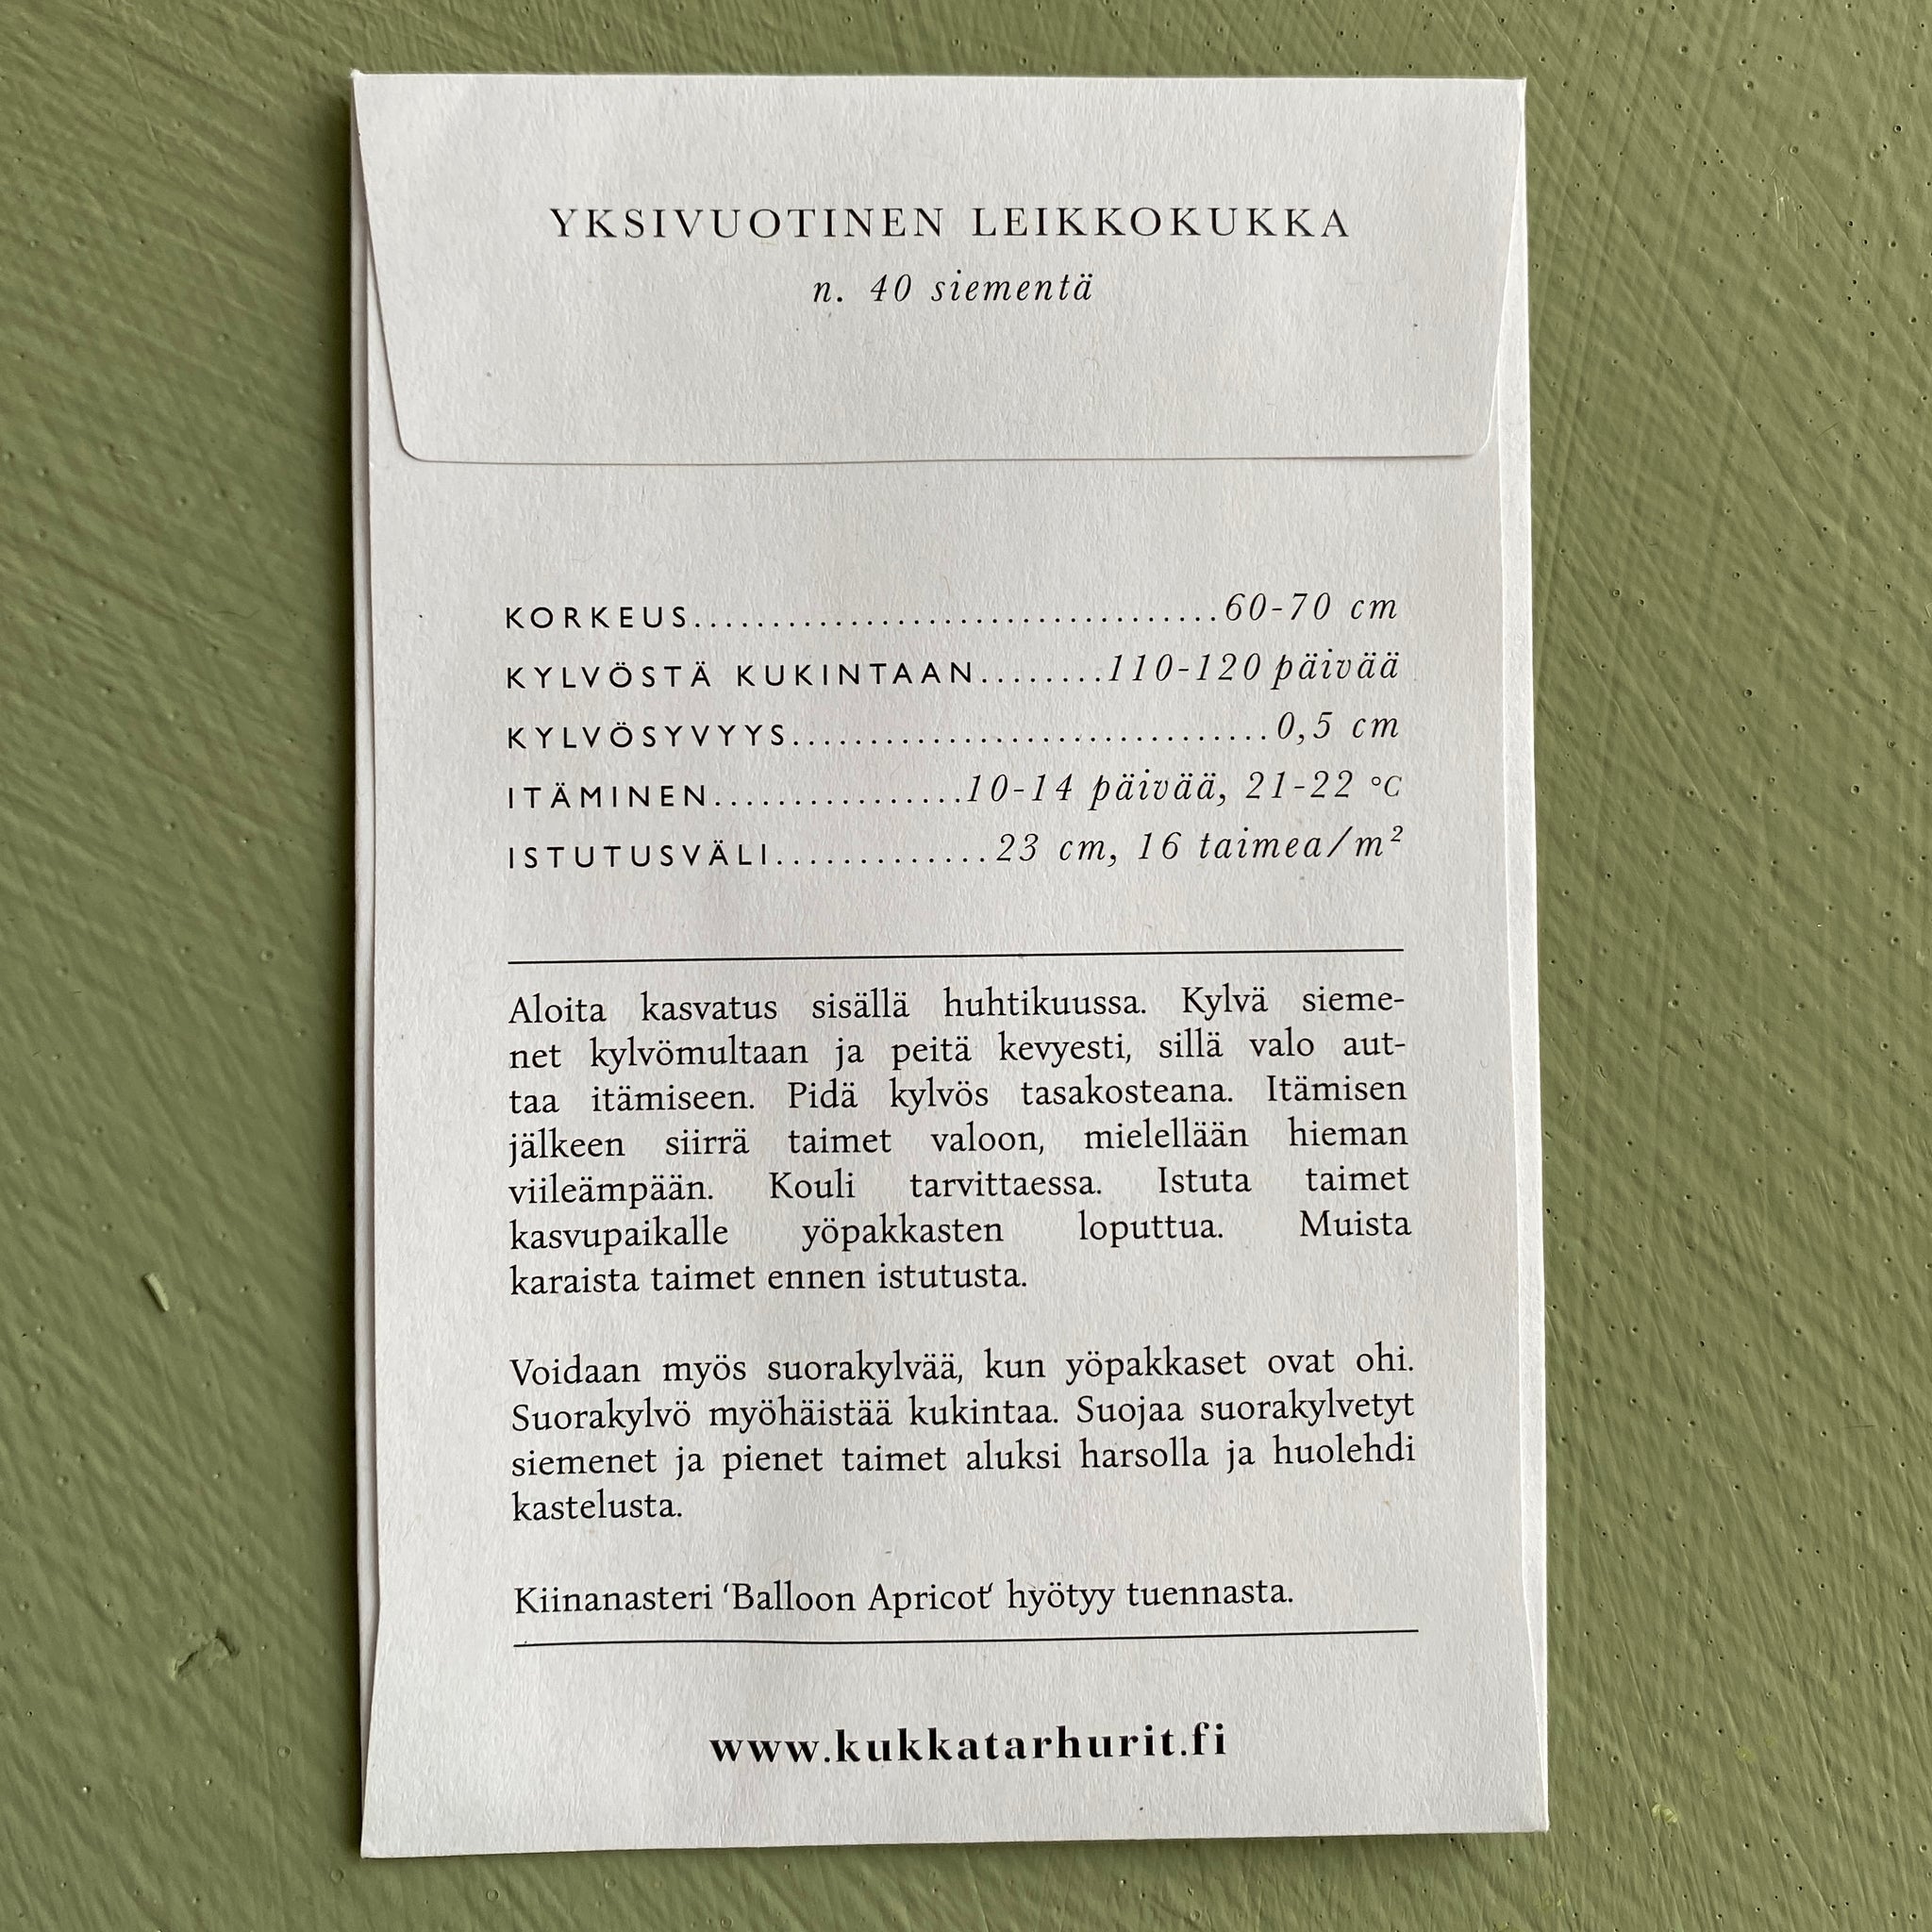 YKSIVUOTINEN LEIKKOKUKKA
n. 40 siementä
KORKEUS..................................60-70 cm
KYLVÖSTÄ KUKINTAAN........110-120 päivää
KYLVÖSYVYYS...............................0,5 cm
ITÄMINEN................10-14 päivää, 21-22 °C
ISTUTUSVÄLI..............23 cm, 16 taimea/m²
Aloita kasvatus sisällä huhtikuussa. Kylvä sieme-
net kylvömultaan ja peitä kevyesti, sillä valo aut-
taa itämiseen. Pidä kylvös tasakosteana. Itämisen
jälkeen siirrä taimet valoon, mielellään hieman
viileämpään. Kouli tarvittaessa. Istuta taimet
kasvupaikalle yöpakkasten loputtua. Muista
karaista taimet ennen istutusta.
Voidaan myös suorakylvää, kun yöpakkaset ovat ohi.
Suorakylvö myöhäistää kukintaa. Suojaa suorakylvetyt
siemenet ja pienet taimet aluksi harsolla ja huolehdi
kastelusta.
Kiinanasteri ‘Balloon Apricot‘ hyötyy tuennasta.
www.kukkatarhurit.fi